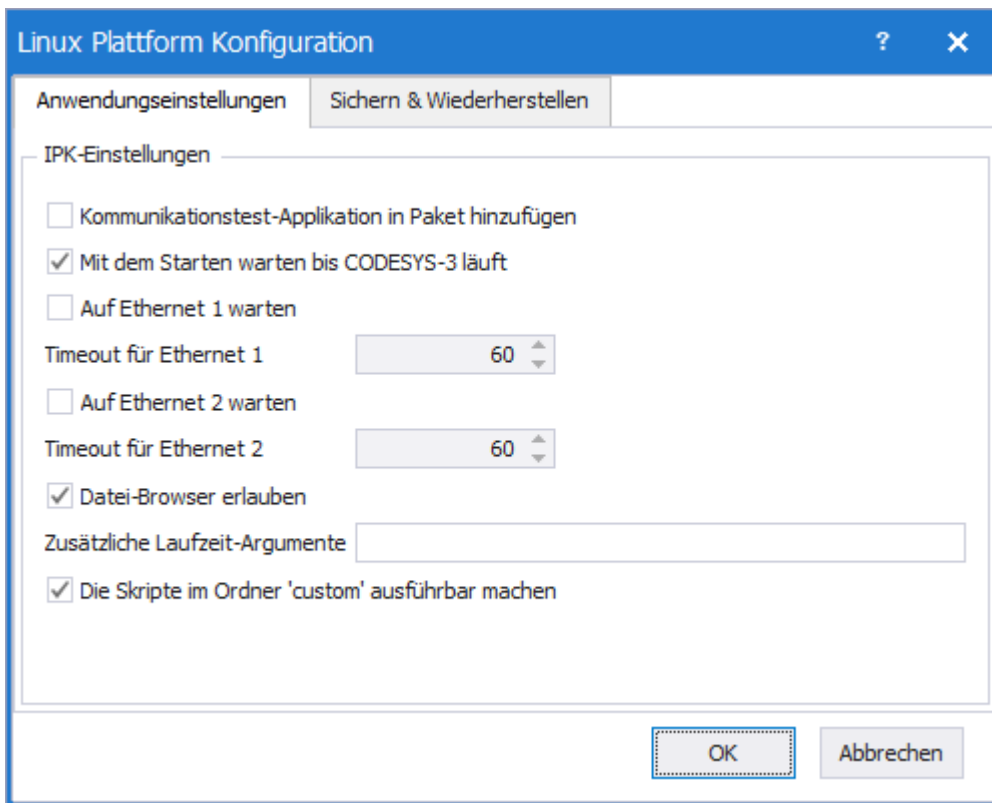 Linux Plattform Konfiguration ?
Anwendungseinstellungen Sichern & Wiederherstellen
IPK-Einstellungen
Kommunikationstest-Applikation in Paket hinzufügen
Mit dem Starten warten bis CODESYS-3 läuft
Auf Ethernet 1 warten
Timeout für Ethernet 1 60
Auf Ethernet 2 warten
Timeout für Ethernet 2 60
Datei-Browser erlauben
Zusätzliche Laufzeit-Argumente
Die Skripte im Ordner 'custom' ausführbar machen
OK Abbrechen